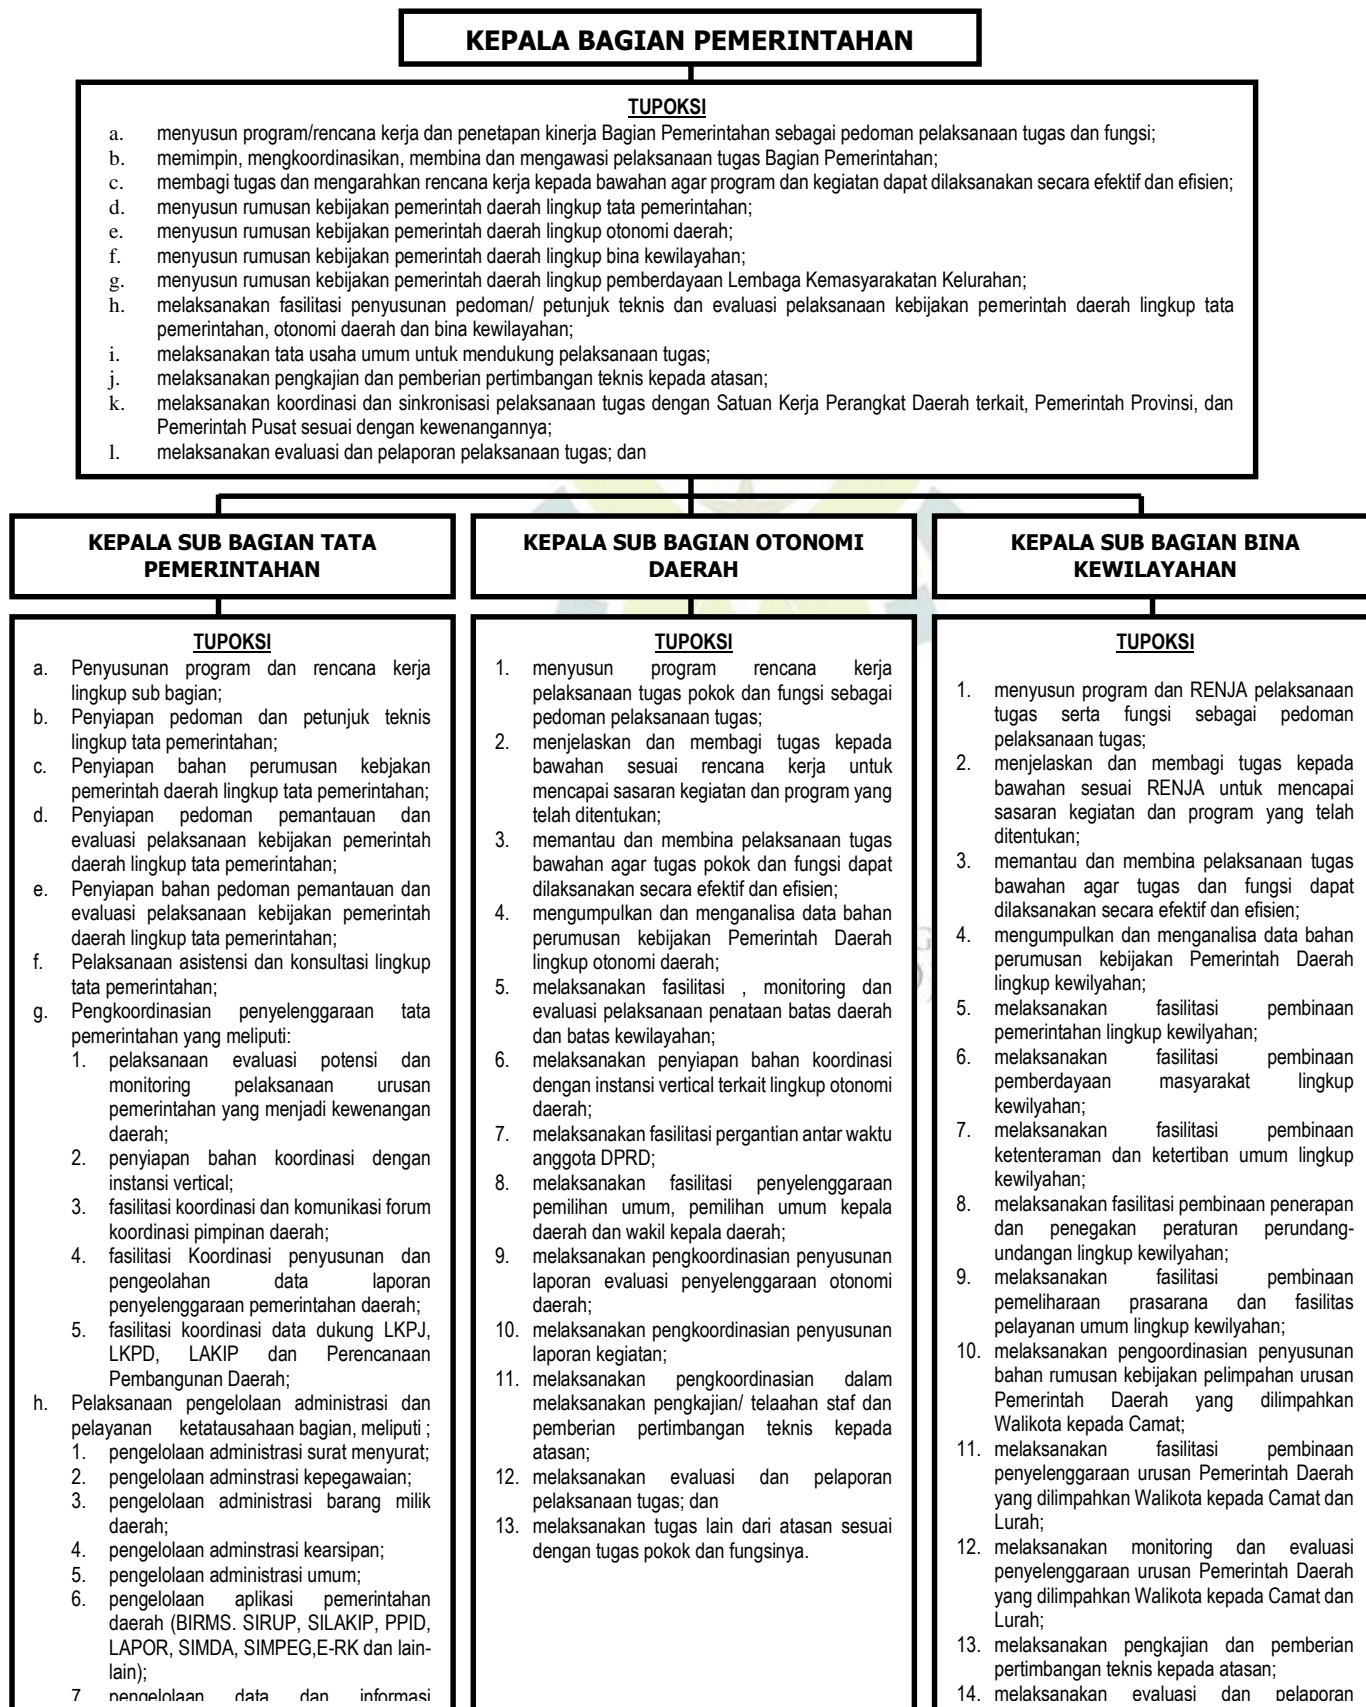 KEPALA BAGIAN PEMERINTAHAN
TUPOKSI
a. menyusun program/rencana kerja dan penetapan kinerja Bagian Pemerintahan sebagai pedoman pelaksanaan tugas dan fungsi;
b. memimpin, mengkoordinasikan, membina dan mengawasi pelaksanaan tugas Bagian Pemerintahan;
c. membagi tugas dan mengarahkan rencana kerja kepada bawahan agar program dan kegiatan dapat dilaksanakan secara efektif dan efisien;
d. menyusun rumusan kebijakan pemerintah daerah lingkup tata pemerintahan;
e. menyusun rumusan kebijakan pemerintah daerah lingkup otonomi daerah;
f. menyusun rumusan kebijakan pemerintah daerah lingkup bina kewilayahan;
g. menyusun rumusan kebijakan pemerintah daerah lingkup pemberdayaan Lembaga Kemasyarakatan Kelurahan;
h. melaksanakan fasilitasi penyusunan pedoman/ petunjuk teknis dan evaluasi pelaksanaan kebijakan pemerintah daerah lingkup tata
pemerintahan, otonomi daerah dan bina kewilayahan;
i. melaksanakan tata usaha umum untuk mendukung pelaksanaan tugas;
j. melaksanakan pengkajian dan pemberian pertimbangan teknis kepada atasan;
k. melaksanakan koordinasi dan sinkronisasi pelaksanaan tugas dengan Satuan Kerja Perangkat Daerah terkait, Pemerintah Provinsi, dan
Pemerintah Pusat sesuai dengan kewenangannya;
l. melaksanakan evaluasi dan pelaporan pelaksanaan tugas; dan
KEPALA SUB BAGIAN TATA
PEMERINTAHAN
TUPOKSI
a. Penyusunan program dan rencana kerja
lingkup sub bagian;
b. Penyiapan pedoman dan petunjuk teknis
lingkup tata pemerintahan;
c. Penyiapan bahan perumusan kebjakan
pemerintah daerah lingkup tata pemerintahan;
d. Penyiapan pedoman pemantauan dan
evaluasi pelaksanaan kebijakan pemerintah
daerah lingkup tata pemerintahan;
e. Penyiapan bahan pedoman pemantauan dan
evaluasi pelaksanaan kebijakan pemerintah
daerah lingkup tata pemerintahan;
f. Pelaksanaan asistensi dan konsultasi lingkup
tata pemerintahan;
g. Pengkoordinasian penyelenggaraan tata
pemerintahan yang meliputi:
1. pelaksanaan evaluasi potensi dan
monitoring pelaksanaan urusan
pemerintahan yang menjadi kewenangan
daerah;
2. penyiapan bahan koordinasi dengan
instansi vertical;
3. fasilitasi koordinasi dan komunikasi forum
koordinasi pimpinan daerah;
4. fasilitasi Koordinasi penyusunan dan
pengeolahan data laporan
penyelenggaraan pemerintahan daerah;
5. fasilitasi koordinasi data dukung LKPJ,
LKPD, LAKIP dan Perencanaan
Pembangunan Daerah;
h. Pelaksanaan pengelolaan administrasi dan
pelayanan ketatausahaan bagian, meliputi ;
1. pengelolaan administrasi surat menyurat;
2. pengelolaan adminstrasi kepegawaian;
3. pengelolaan administrasi barang milik
daerah;
4. pengelolaan adminstrasi kearsipan;
5. pengelolaan administrasi umum;
6. pengelolaan aplikasi pemerintahan
daerah (BIRMS. SIRUP, SILAKIP, PPID,
LAPOR, SIMDA, SIMPEG,E-RK dan lain-
lain);
7. pengelolaan data dan informasi
KEPALA SUB BAGIAN OTONOMI
DAERAH
TUPOKSI
1. menyusun program rencana kerja
pelaksanaan tugas pokok dan fungsi sebagai
pedoman pelaksanaan tugas;
2. menjelaskan dan membagi tugas kepada
bawahan sesuai rencana kerja untuk
mencapai sasaran kegiatan dan program yang
telah ditentukan;
3. memantau dan membina pelaksanaan tugas
bawahan agar tugas pokok dan fungsi dapat
dilaksanakan secara efektif dan efisien;
4. mengumpulkan dan menganalisa data bahan
perumusan kebijakan Pemerintah Daerah
lingkup otonomi daerah;
5. melaksanakan fasilitasi , monitoring dan
evaluasi pelaksanaan penataan batas daerah
dan batas kewilayahan;
6. melaksanakan penyiapan bahan koordinasi
dengan instansi vertical terkait lingkup otonomi
daerah;
7. melaksanakan fasilitasi pergantian antar waktu
anggota DPRD;
8. melaksanakan fasilitasi penyelenggaraan
pemilihan umum, pemilihan umum kepala
daerah dan wakil kepala daerah;
9. melaksanakan pengkoordinasian penyusunan
laporan evaluasi penyelenggaraan otonomi
daerah;
10. melaksanakan pengkoordinasian penyusunan
laporan kegiatan;
11. melaksanakan pengkoordinasian dalam
melaksanakan pengkajian/ telaahan staf dan
pemberian pertimbangan teknis kepada
atasan;
12. melaksanakan evaluasi dan pelaporan
pelaksanaan tugas; dan
13. melaksanakan tugas lain dari atasan sesuai
dengan tugas pokok dan fungsinya.
KEPALA SUB BAGIAN BINA
KEWILAYAHAN
TUPOKSI
1. menyusun program dan RENJA pelaksanaan
tugas serta fungsi sebagai pedoman
pelaksanaan tugas;
2. menjelaskan dan membagi tugas kepada
bawahan sesuai RENJA untuk mencapai
sasaran kegiatan dan program yang telah
ditentukan;
3. memantau dan membina pelaksanaan tugas
bawahan agar tugas dan fungsi dapat
dilaksanakan secara efektif dan efisien;
4. mengumpulkan dan menganalisa data bahan
perumusan kebijakan Pemerintah Daerah
lingkup kewilyahan;
5. melaksanakan fasilitasi pembinaan
pemerintahan lingkup kewilyahan;
6. melaksanakan fasilitasi pembinaan
pemberdayaan masyarakat lingkup
kewilyahan;
7. melaksanakan fasilitasi pembinaan
ketenteraman dan ketertiban umum lingkup
kewilyahan;
8. melaksanakan fasilitasi pembinaan penerapan
dan penegakan peraturan perundang-
undangan lingkup kewilyahan;
9. melaksanakan fasilitasi pembinaan
pemeliharaan prasarana dan fasilitas
pelayanan umum lingkup kewilyahan;
10. melaksanakan pengoordinasian penyusunan
bahan rumusan kebijakan pelimpahan urusan
Pemerintah Daerah yang dilimpahkan
Walikota kepada Camat;
11. melaksanakan fasilitasi pembinaan
penyelenggaraan urusan Pemerintah Daerah
yang dilimpahkan Walikota kepada Camat dan
Lurah;
12. melaksanakan monitoring dan evaluasi
penyelenggaraan urusan Pemerintah Daerah
yang dilimpahkan Walikota kepada Camat dan
Lurah;
13. melaksanakan pengkajian dan pemberian
pertimbangan teknis kepada atasan;
14. melaksanakan evaluasi dan pelaporan